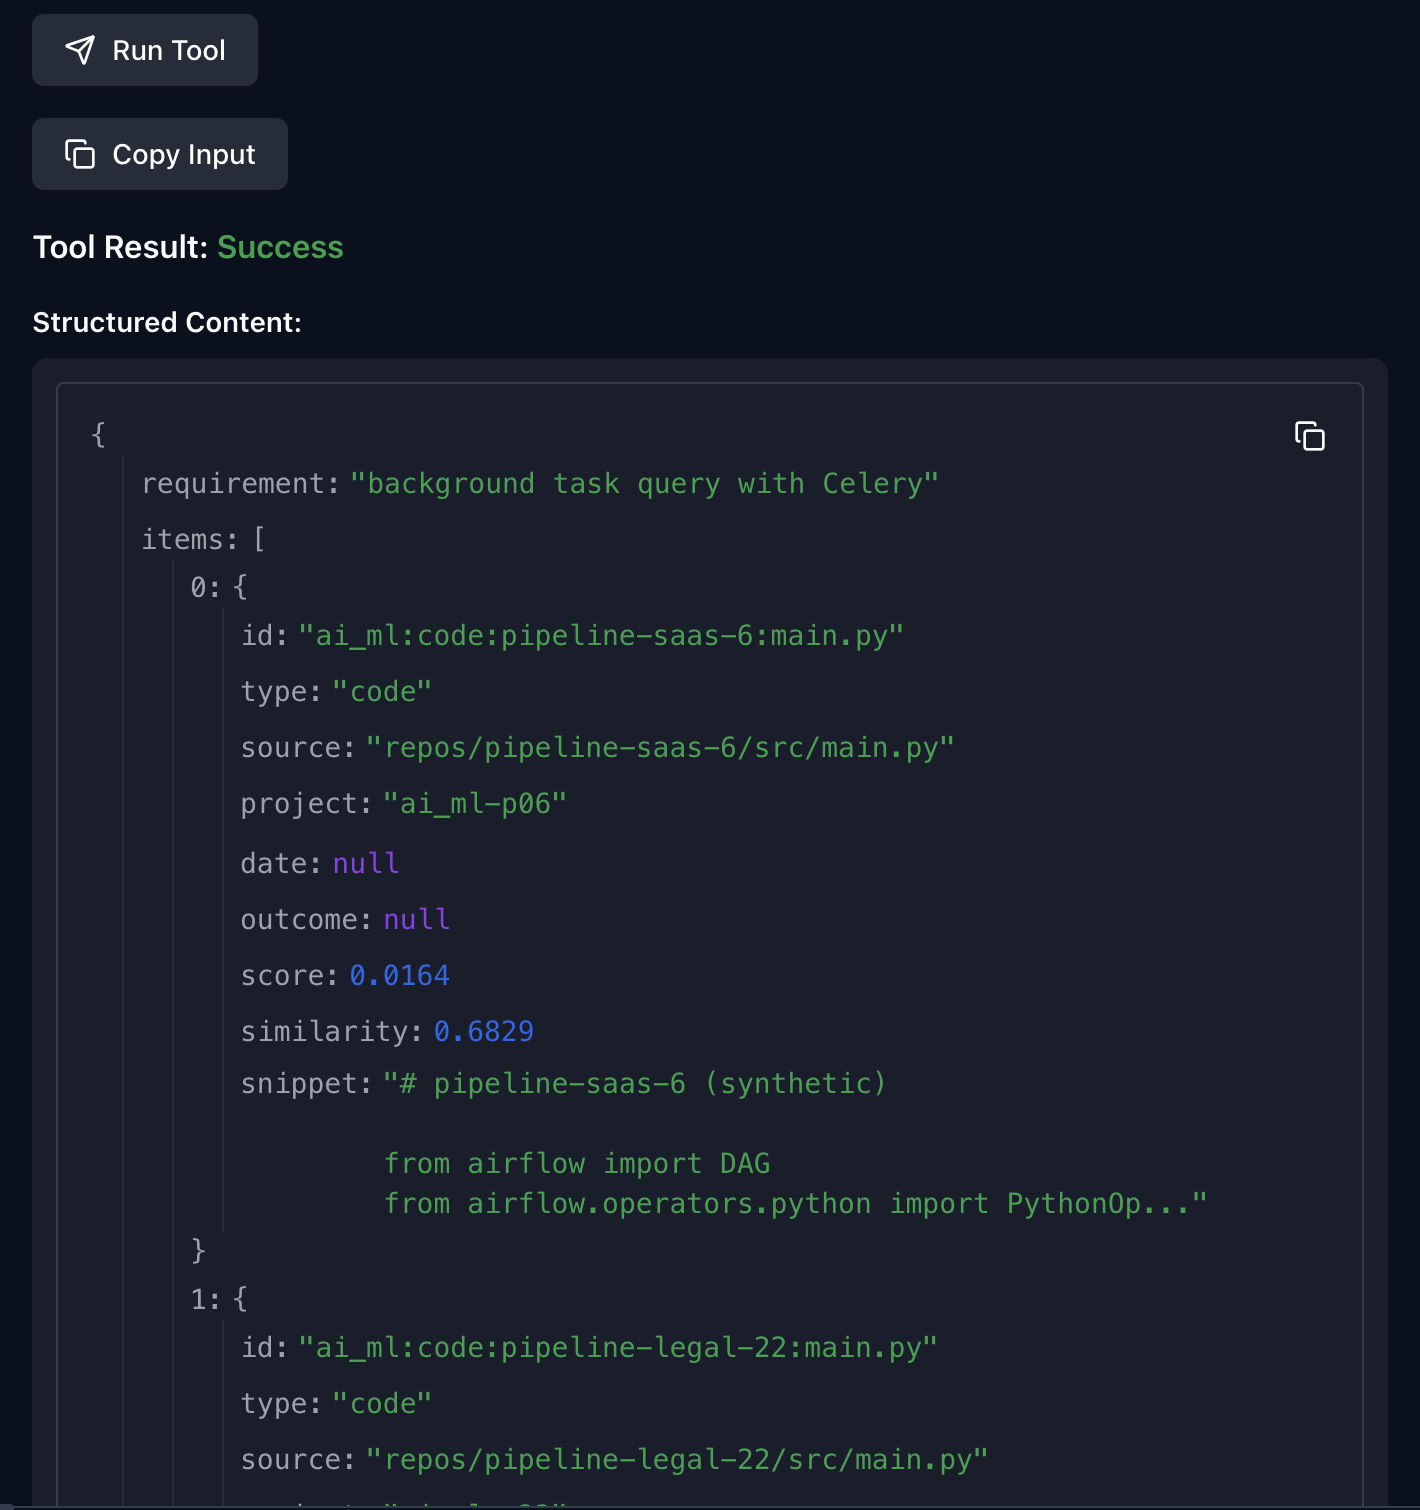 Run Tool
Copy Input
Tool Result: Success
Structured Content:
{
requirement: "background task query with Celery"
items: [
0: {
id: "ai_ml:code:pipeline-saas-6:main.py"
type: "code"
source: "repos/pipeline-saas-6/src/main.py"
project: "ai_ml-p06"
date: null
outcome: null
score: 0.0164
similarity: 0.6829
snippet: "# pipeline-saas-6 (synthetic)
from airflow import DAG
from airflow.operators.python import PythonOp..."
}
1: {
id: "ai_ml:code:pipeline-legal-22:main.py"
type: "code"
source: "repos/pipeline-legal-22/src/main.py"